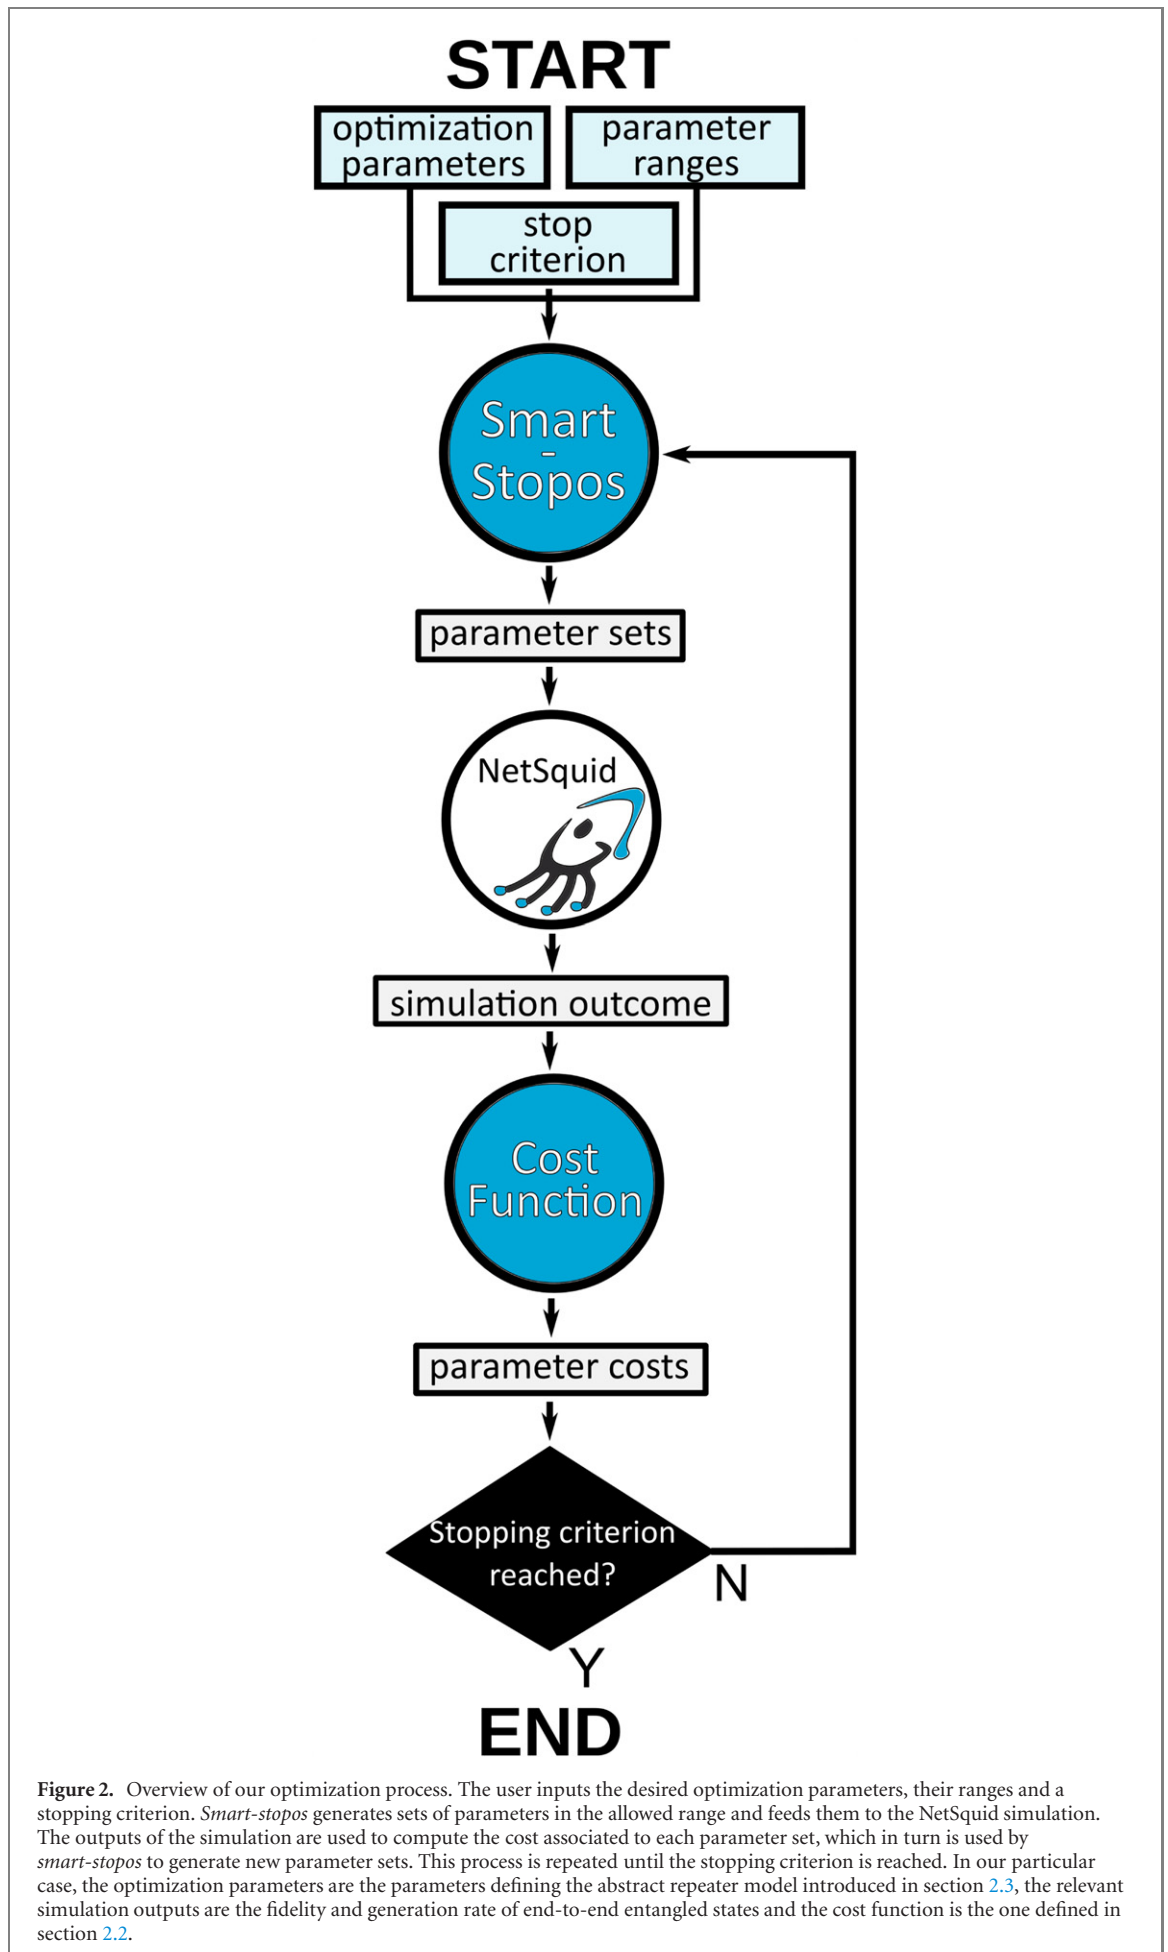 START
optimization
parameters
parameter
ranges
stop
criterion
Smart
-
Stopos
parameter sets
NetSquid
simulation outcome
Cost
Function
parameter costs
Stopping criterion
reached?
N
Y
END
Figure 2. Overview of our optimization process. The user inputs the desired optimization parameters, their ranges and a
stopping criterion. Smart-stopos generates sets of parameters in the allowed range and feeds them to the NetSquid simulation.
The outputs of the simulation are used to compute the cost associated to each parameter set, which in turn is used by
smart-stopos to generate new parameter sets. This process is repeated until the stopping criterion is reached. In our particular
case, the optimization parameters are the parameters defining the abstract repeater model introduced in section 2.3, the relevant
simulation outputs are the fidelity and generation rate of end-to-end entangled states and the cost function is the one defined in
section 2.2.